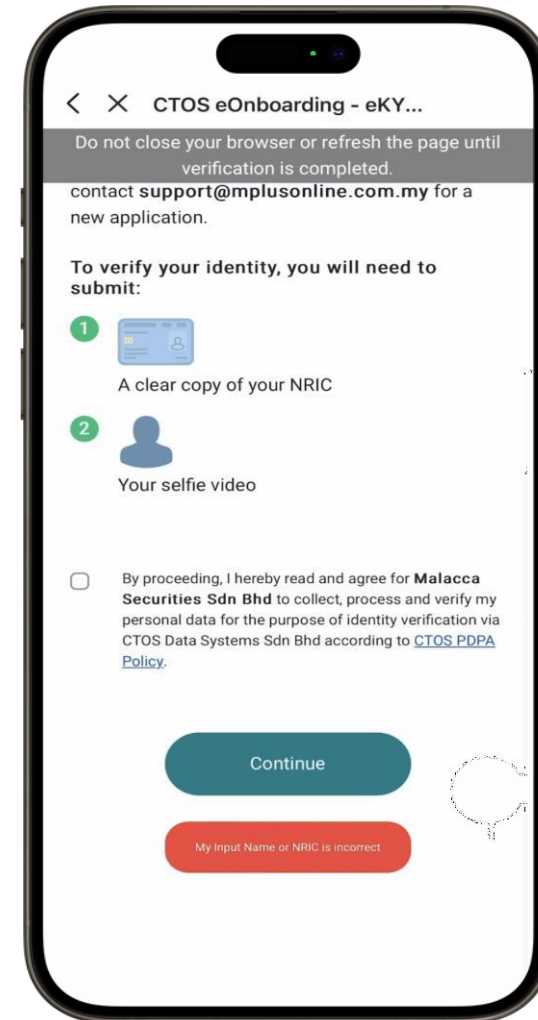 CTOS eOnboarding - eKY...
Do not close your browser or refresh the page until
verification is completed.
contact support@mplusonline.com.my for a
new application.
To verify your identity, you will need to
submit:
1
A clear copy of your NRIC
2
Your selfie video
By proceeding, I hereby read and agree for Malacca
Securities Sdn Bhd to collect, process and verify my
personal data for the purpose of identity verification via
CTOS Data Systems Sdn Bhd according to CTOS PDPA
Policy.
Continue
My Input Name or NRIC is incorrect